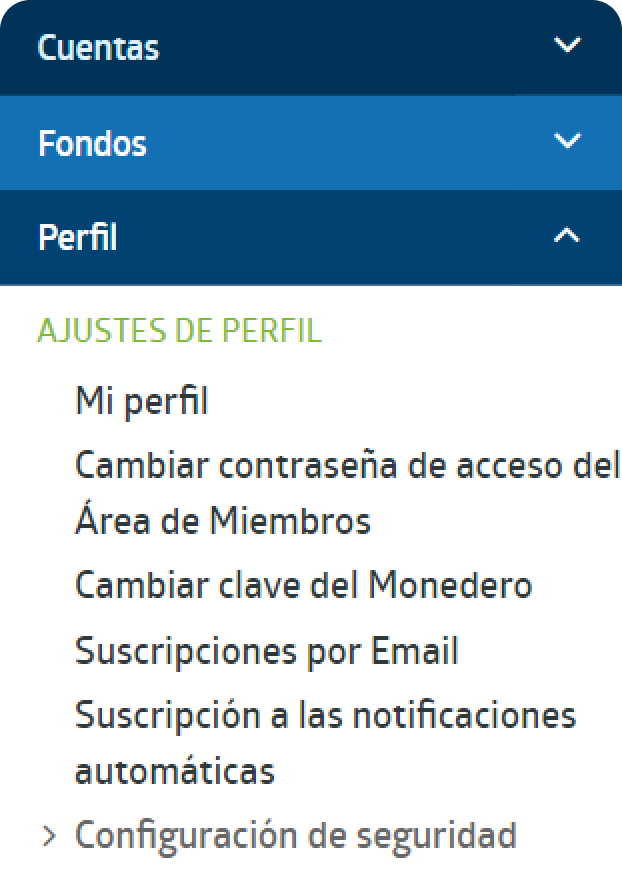 Cuentas
Fondos
Perfil
AJUSTES DE PERFIL
Mi perfil
Cambiar contraseña de acceso del
Área de Miembros
Cambiar clave del Monedero
Suscripciones por Email
Suscripción a las notificaciones
automáticas
Configuración de seguridad